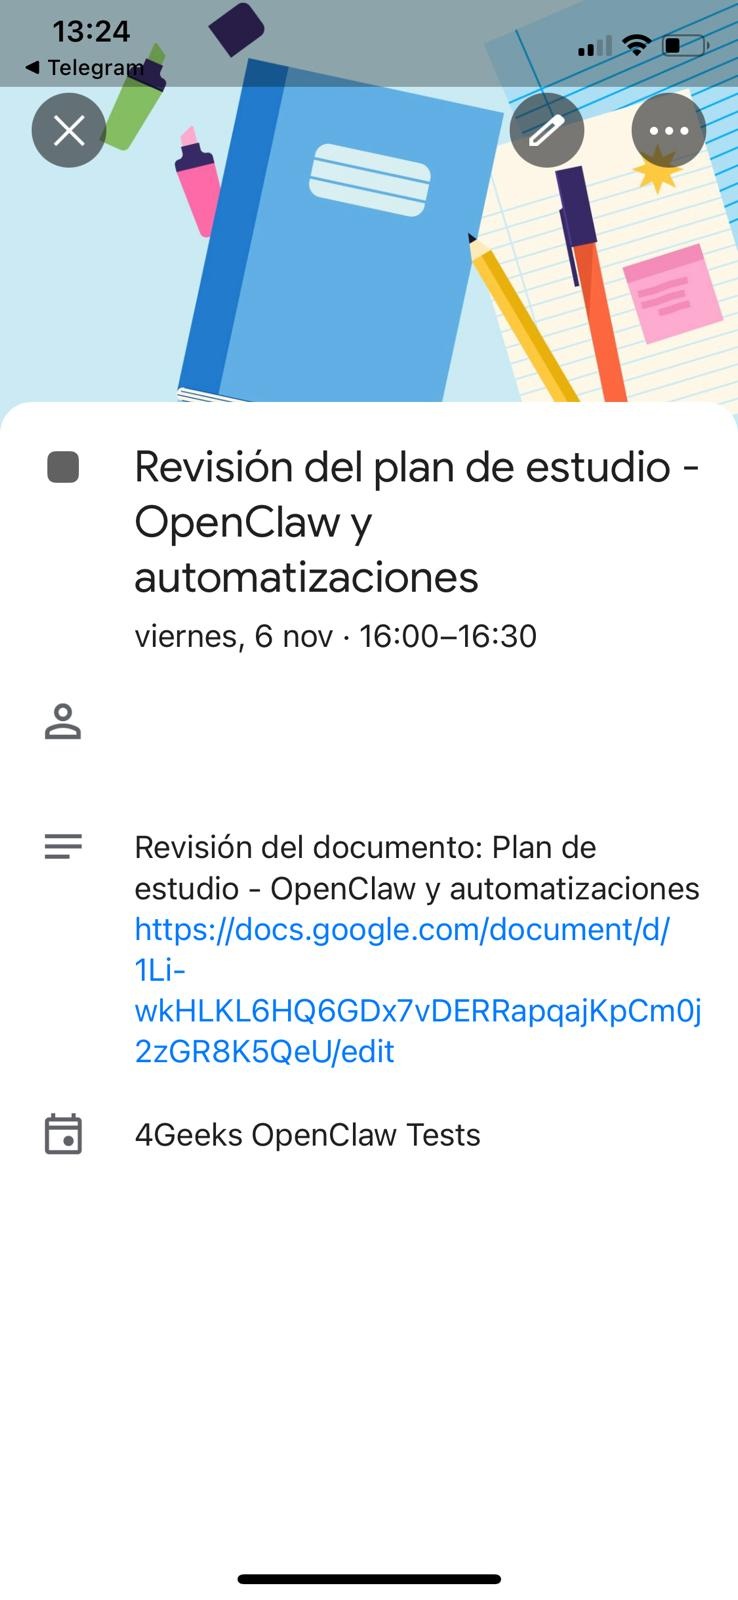 13:24
◀ Telegram
Revisión del plan de estudio -
OpenClaw y
automatizaciones
viernes, 6 nov · 16:00–16:30
Revisión del documento: Plan de
estudio - OpenClaw y automatizaciones
https://docs.google.com/document/d/
1Li-
wkHLKL6HQ6GDx7vDERRapqajKpCm0j
2zGR8K5QeU/edit
4Geeks OpenClaw Tests